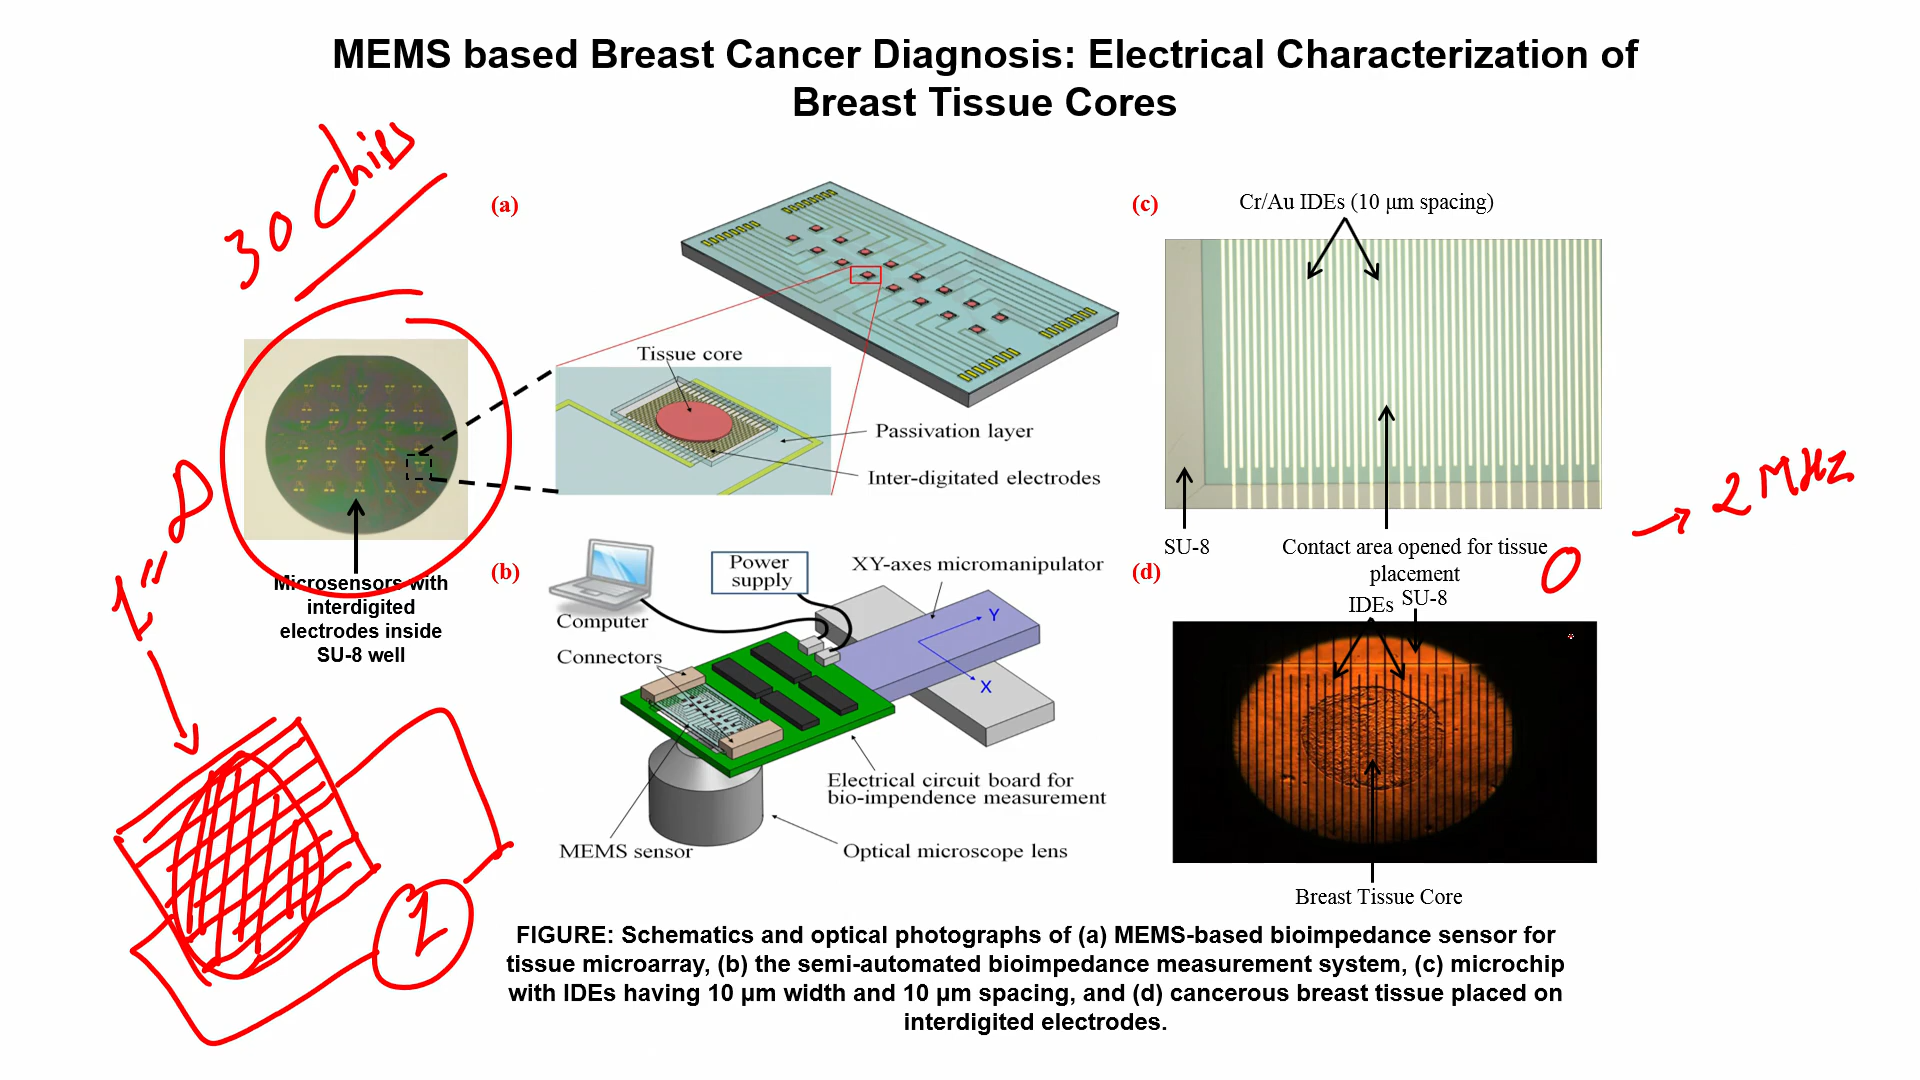 MEMS based Breast Cancer Diagnosis: Electrical Characterization of
Breast Tissue Cores
30 Chips
(a)
Tissue core
Passivation layer
Inter-digitated electrodes
(c)
Cr/Au IDEs (10 μm spacing)
SU-8
Contact area opened for tissue
placement
0 → 2 MHz
Microsensors with
interdigited
electrodes inside
SU-8 well
(b)
Computer
Power
supply
XY-axes micromanipulator
Y
X
Connectors
Electrical circuit board for
bio-impendence measurement
MEMS sensor
Optical microscope lens
(d)
IDEs
SU-8
Breast Tissue Core
FIGURE: Schematics and optical photographs of (a) MEMS-based bioimpedance sensor for
tissue microarray, (b) the semi-automated bioimpedance measurement system, (c) microchip
with IDEs having 10 μm width and 10 μm spacing, and (d) cancerous breast tissue placed on
interdigited electrodes.